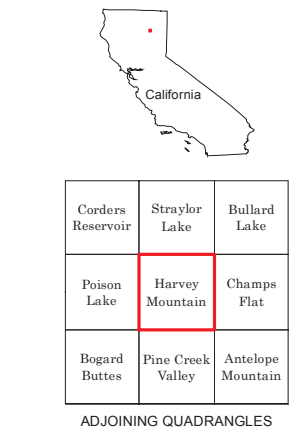 California
Corders
Reservoir
Straylor
Lake
Bullard
Lake
Poison
Lake
Harvey
Mountain
Champs
Flat
Bogard
Buttes
Pine Creek
Valley
Antelope
Mountain
ADJOINING QUADRANGLES